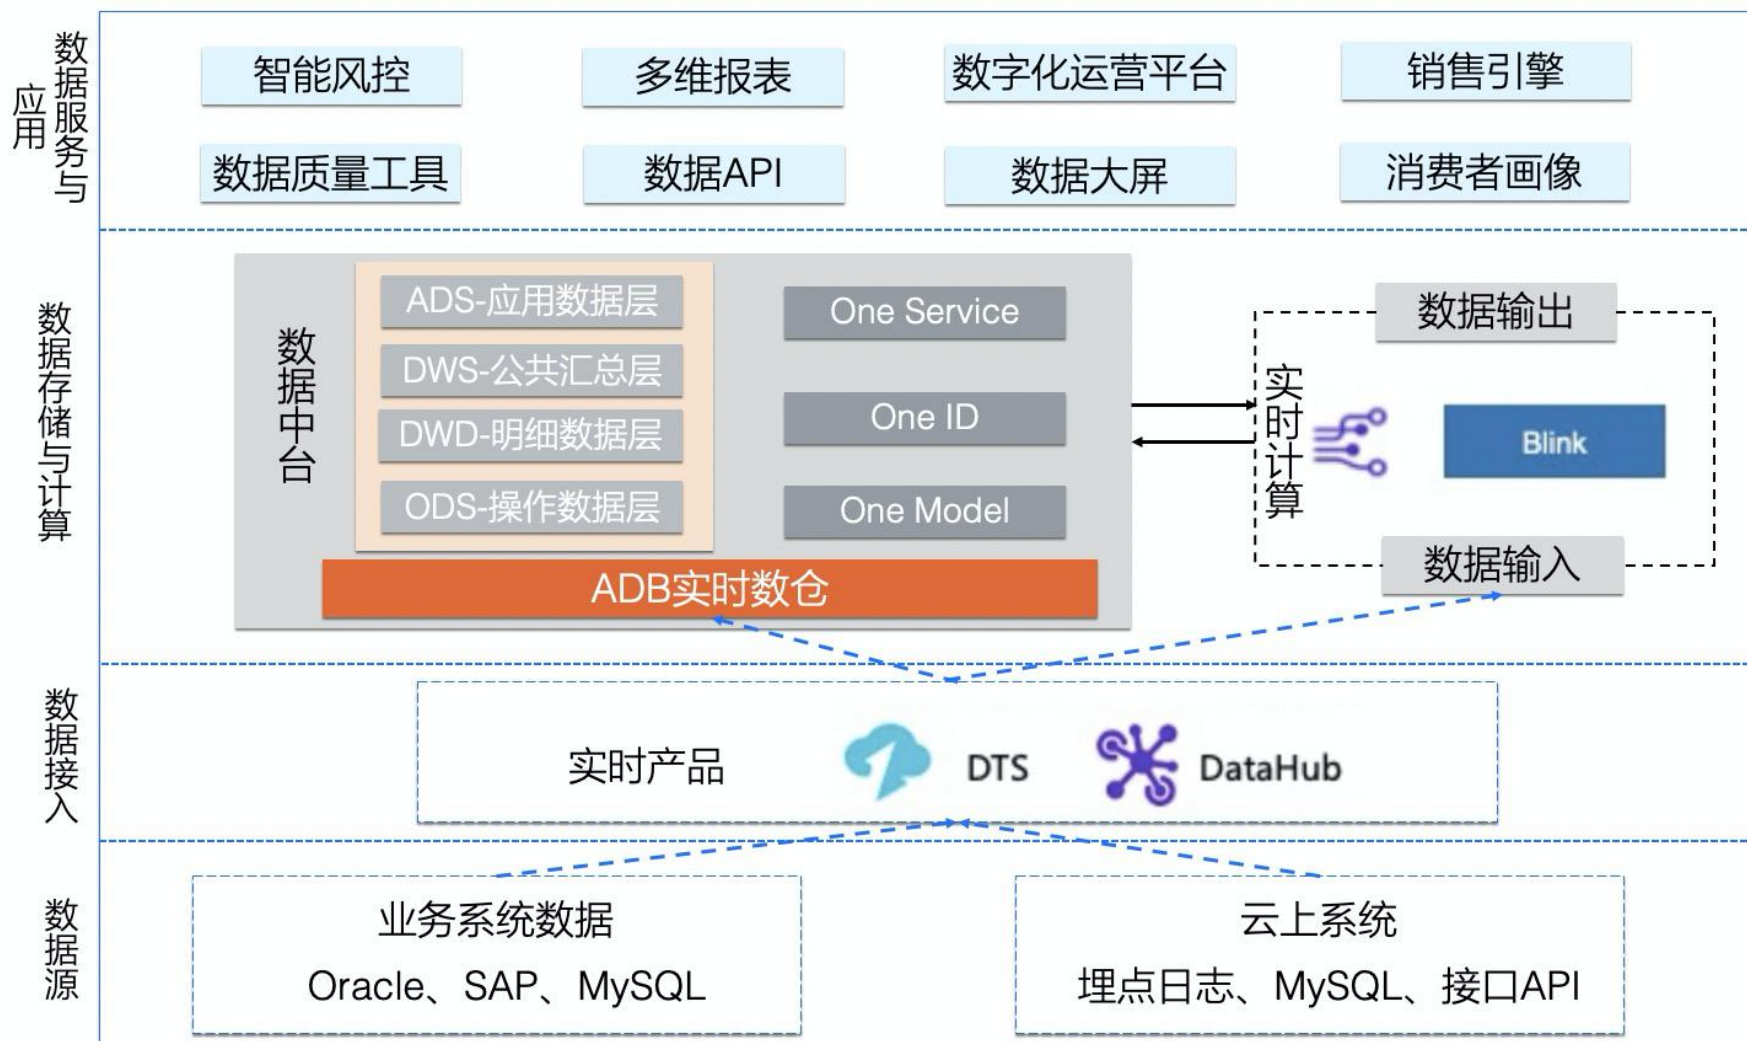 数据服务与
应用
智能风控
多维报表
数字化运营平台
销售引擎
数据质量工具
数据API
数据大屏
消费者画像
数据存储与计算
数据中台
ADS-应用数据层
DWS-公共汇总层
DWD-明细数据层
ODS-操作数据层
One Service
One ID
One Model
ADB实时数仓
数据输出
实时计算
Blink
数据输入
数据接入
实时产品
DTS
DataHub
数据源
业务系统数据
Oracle、SAP、MySQL
云上系统
埋点日志、MySQL、接口API